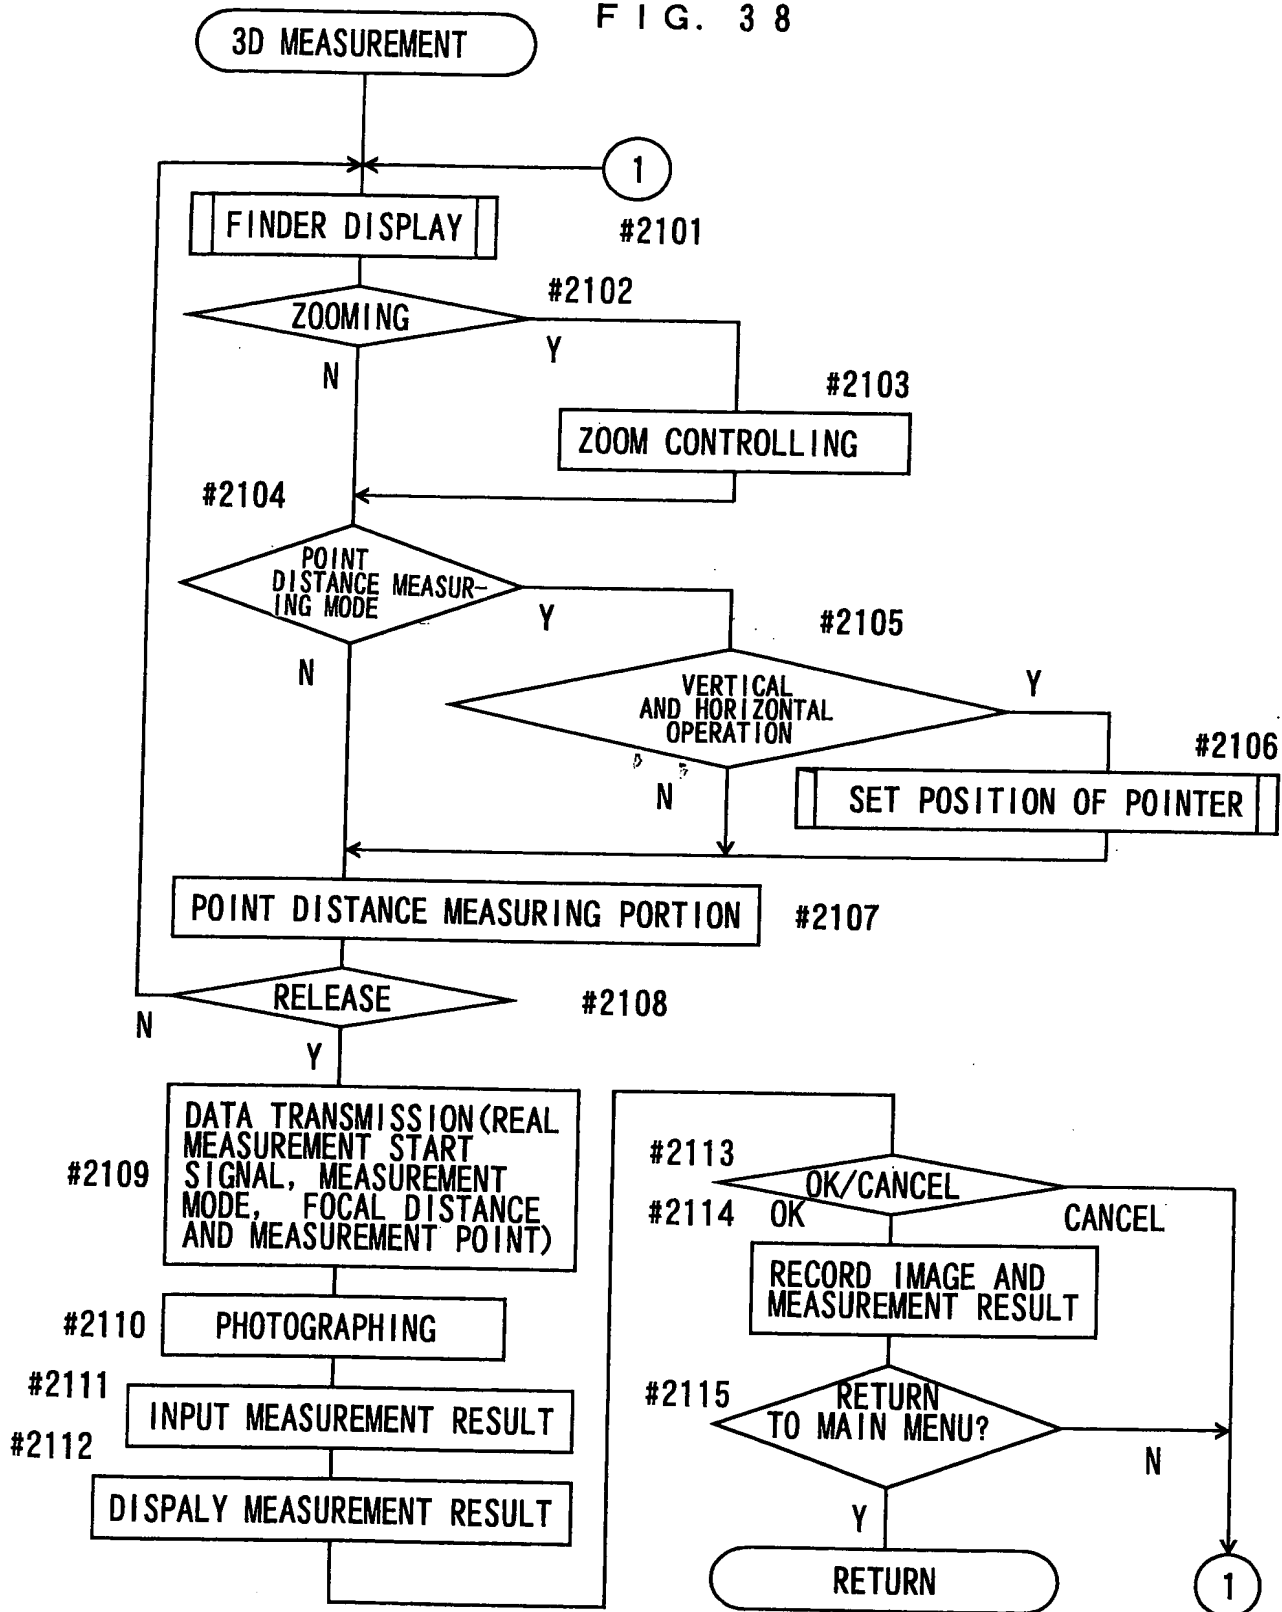 FIG. 38
3D MEASUREMENT
1
FINDER DISPLAY
#2101
#2102
ZOOMING
Y
N
#2103
ZOOM CONTROLLING
#2104
POINT
DISTANCE MEASUR-
ING MODE
Y
N
#2105
VERTICAL
AND HORIZONTAL
OPERATION
Y
N
#2106
SET POSITION OF POINTER
POINT DISTANCE MEASURING PORTION
#2107
RELEASE
#2108
N
Y
#2109
DATA TRANSMISSION(REAL
MEASUREMENT START
SIGNAL, MEASUREMENT
MODE, FOCAL DISTANCE
AND MEASUREMENT POINT)
#2110
PHOTOGRAPHING
#2111
INPUT MEASUREMENT RESULT
#2112
DISPALY MEASUREMENT RESULT
#2113
OK/CANCEL
#2114
OK
CANCEL
RECORD IMAGE AND
MEASUREMENT RESULT
#2115
RETURN
TO MAIN MENU?
N
Y
RETURN
1